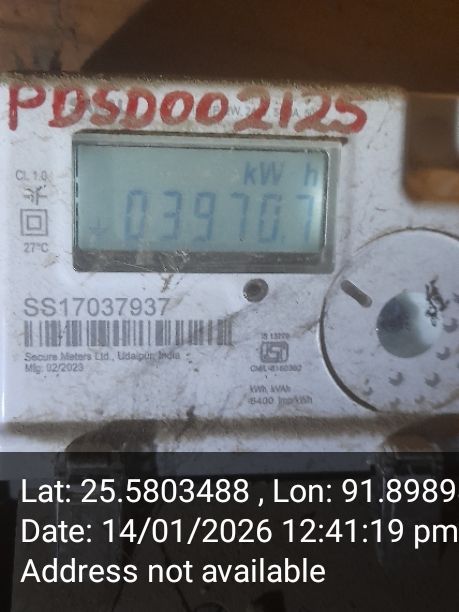 PDSD002125
Cl. 1.0
kW h
03970.7
27°C
SS17037937
Secure Meters Ltd., Udaipur, India
Mfg: 02/2023
IS 13779
kWh, kVAh
6400 imp/kWh
Lat: 25.5803488 , Lon: 91.8989
Date: 14/01/2026 12:41:19 pm
Address not available